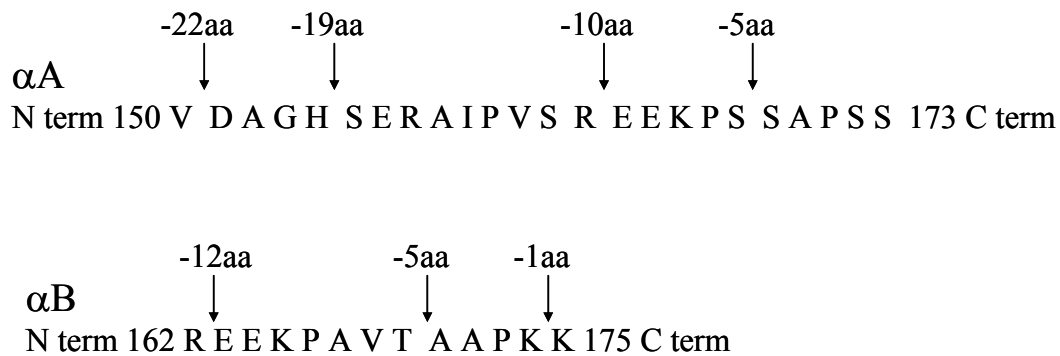 -22aa -19aa -10aa -5aa
αA
N term 150 V D A G H S E R A I P V S R E E K P S S A P S S 173 C term
-12aa -5aa -1aa
αB
N term 162 R E E K P A V T A A P K K 175 C term